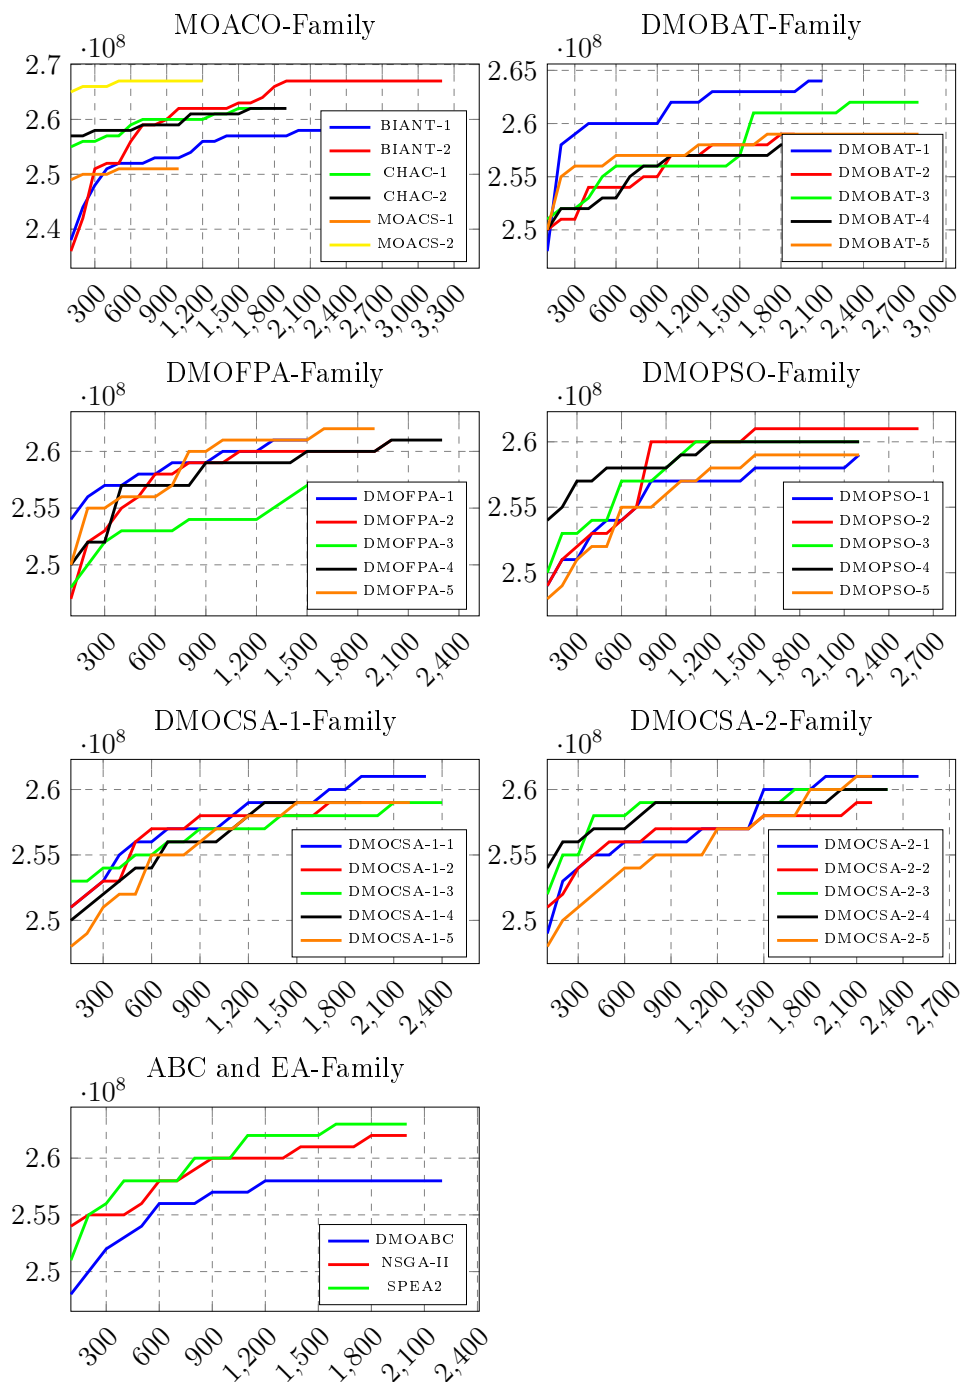 MOACO-Family
·10^8
2.7
2.6
2.5
2.4
300 600 900 1,200 1,500 1,800 2,100 2,400 2,700 3,000 3,300
BIANT-1
BIANT-2
CHAC-1
CHAC-2
MOACS-1
MOACS-2
DMOBAT-Family
·10^8
2.65
2.6
2.55
2.5
300 600 900 1,200 1,500 1,800 2,100 2,400 2,700 3,000
DMOBAT-1
DMOBAT-2
DMOBAT-3
DMOBAT-4
DMOBAT-5
DMOFPA-Family
·10^8
2.6
2.55
2.5
300 600 900 1,200 1,500 1,800 2,100 2,400
DMOFPA-1
DMOFPA-2
DMOFPA-3
DMOFPA-4
DMOFPA-5
DMOPSO-Family
·10^8
2.6
2.55
2.5
300 600 900 1,200 1,500 1,800 2,100 2,400 2,700
DMOPSO-1
DMOPSO-2
DMOPSO-3
DMOPSO-4
DMOPSO-5
DMOCSA-1-Family
·10^8
2.6
2.55
2.5
300 600 900 1,200 1,500 1,800 2,100 2,400
DMOCSA-1-1
DMOCSA-1-2
DMOCSA-1-3
DMOCSA-1-4
DMOCSA-1-5
DMOCSA-2-Family
·10^8
2.6
2.55
2.5
300 600 900 1,200 1,500 1,800 2,100 2,400 2,700
DMOCSA-2-1
DMOCSA-2-2
DMOCSA-2-3
DMOCSA-2-4
DMOCSA-2-5
ABC and EA-Family
·10^8
2.6
2.55
2.5
300 600 900 1,200 1,500 1,800 2,100 2,400
DMOABC
NSGA-II
SPEA2